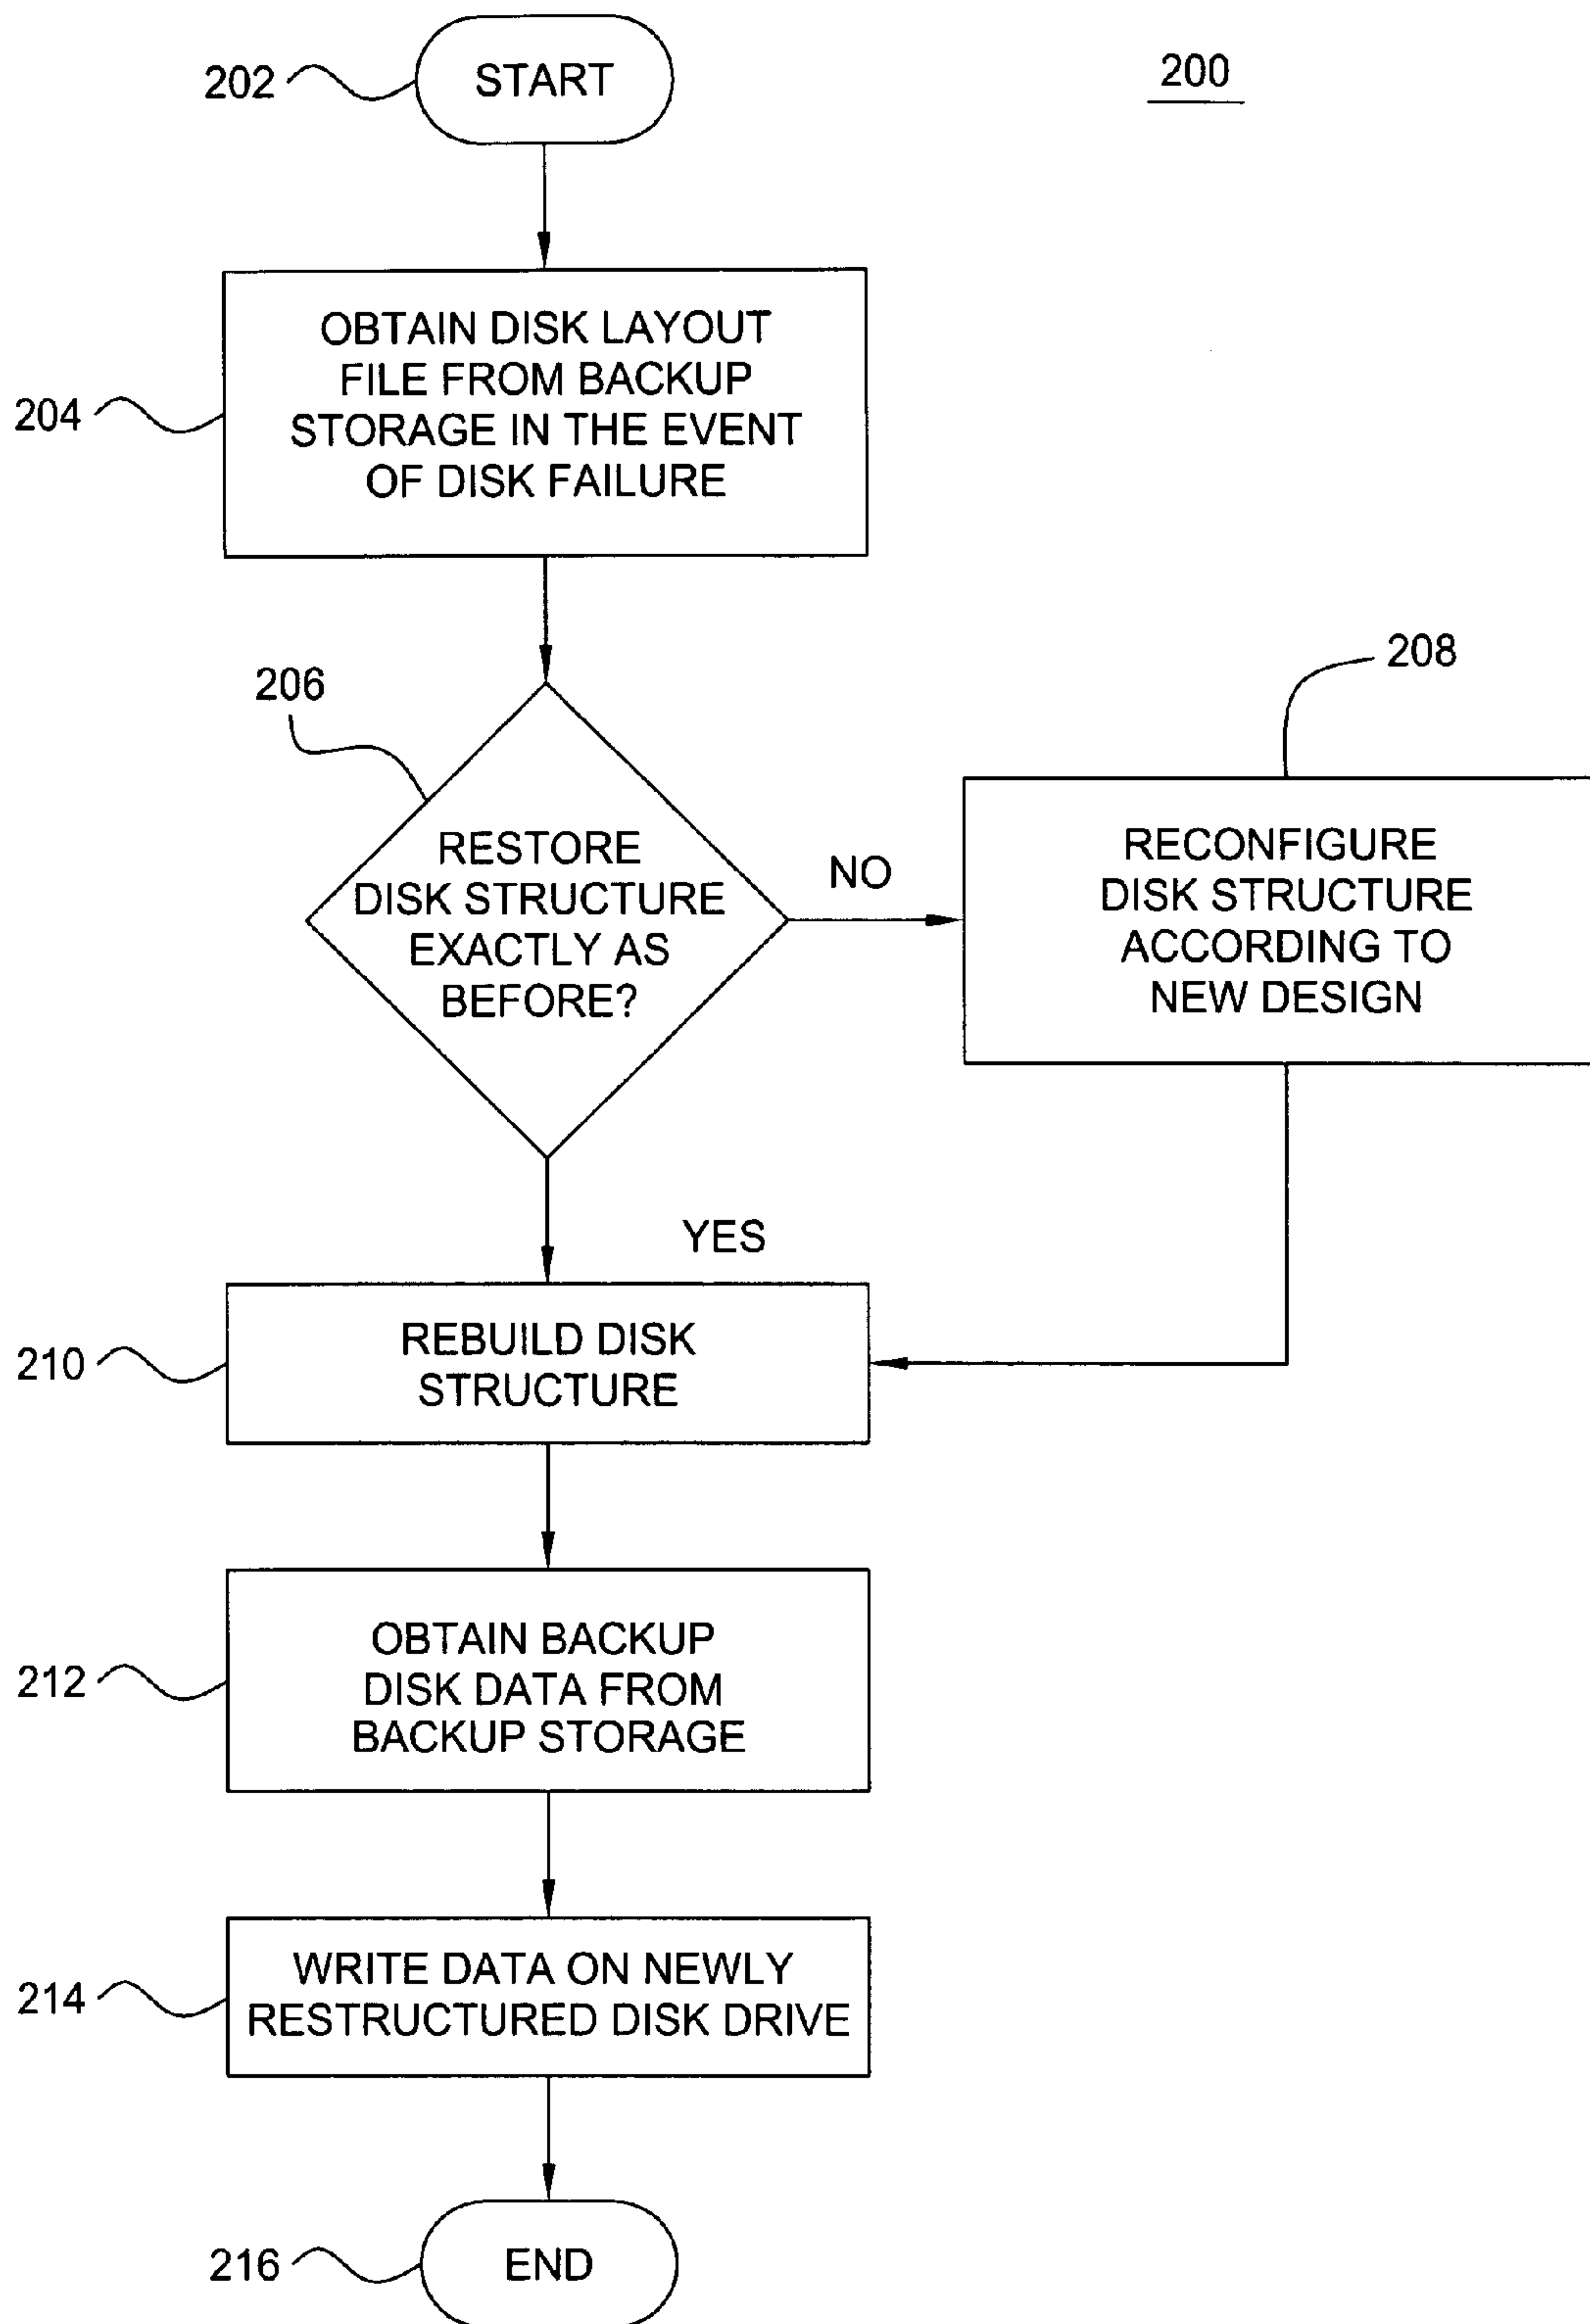 200
202
START
204
OBTAIN DISK LAYOUT
FILE FROM BACKUP
STORAGE IN THE EVENT
OF DISK FAILURE
206
RESTORE
DISK STRUCTURE
EXACTLY AS
BEFORE?
NO
208
RECONFIGURE
DISK STRUCTURE
ACCORDING TO
NEW DESIGN
YES
210
REBUILD DISK
STRUCTURE
212
OBTAIN BACKUP
DISK DATA FROM
BACKUP STORAGE
214
WRITE DATA ON NEWLY
RESTRUCTURED DISK DRIVE
216
END